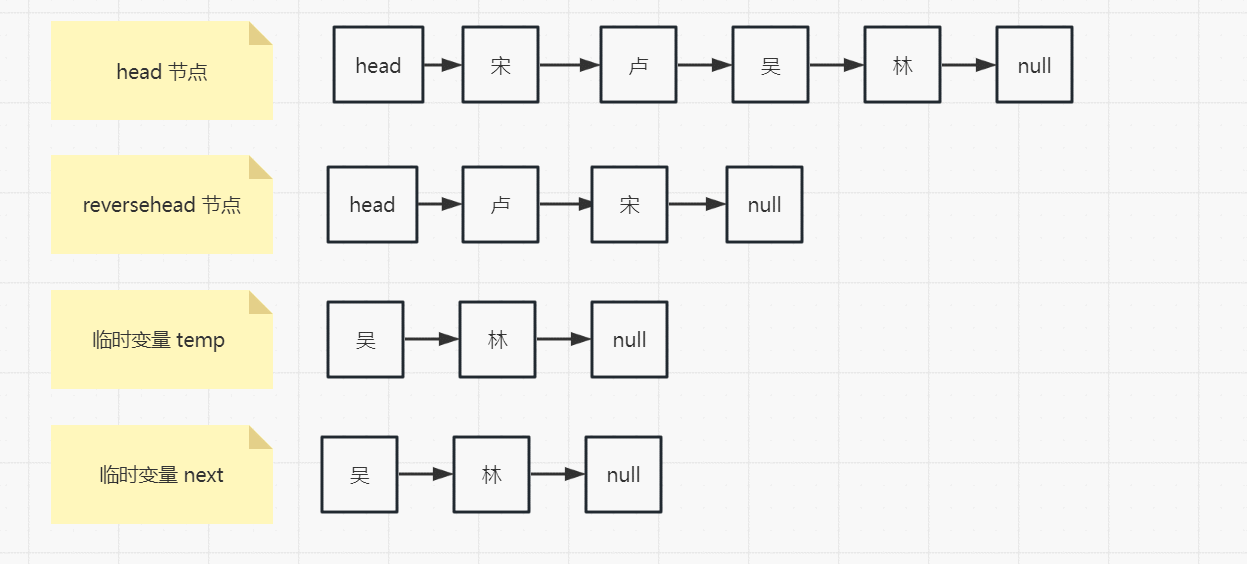 head 节点
head 宋 卢 吴 林 null
reversehead 节点
head 卢 宋 null
临时变量 temp
吴 林 null
临时变量 next
吴 林 null